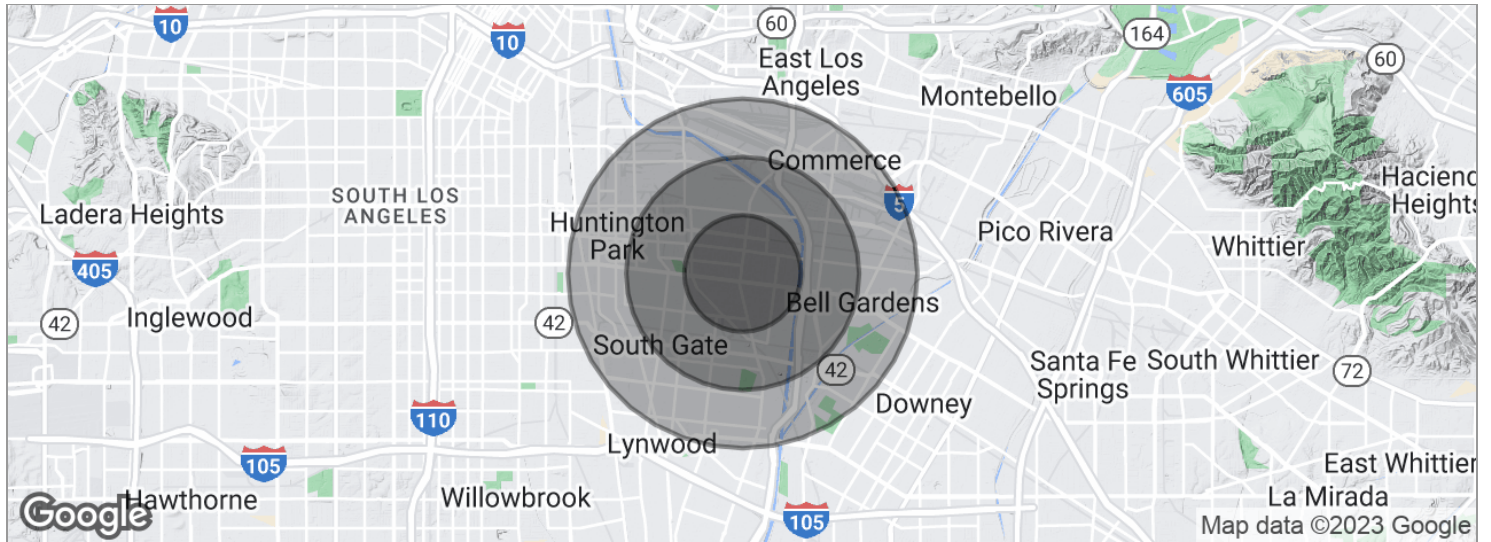 10
10
60
East Los
Angeles
164
60
Montebello
605
Commerce
Haciend
Heights
SOUTH LOS
ANGELES
Ladera Heights
Huntington
Park
5
Pico Rivera
Whittier
405
Bell Gardens
42
Inglewood
42
South Gate
42
Santa Fe
Springs
South Whittier
72
110
Downey
Lynwood
105
East Whittier
Hawthorne
Willowbrook
La Mirada
105
Google
Map data ©2023 Google